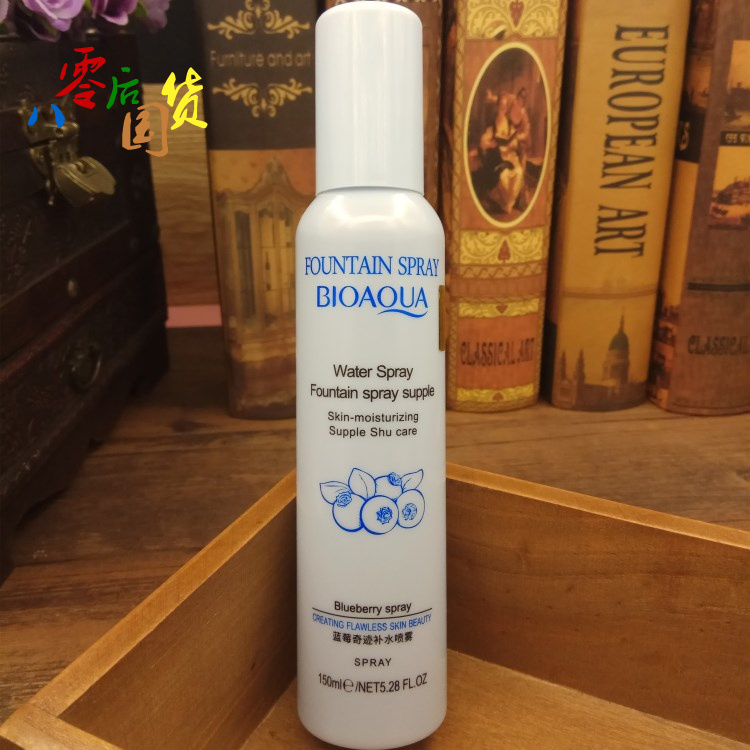 八零后国货
Furniture and art
EUROPEAN ART
CLASSICAL ART
CLASSICAL
FOUNTAIN SPRAY
BIOAQUA
Water Spray
Fountain spray supple
Skin-moisturizing
Supple Shu care
Blueberry spray
CREATING FLAWLESS SKIN BEAUTY
蓝莓奇迹补水喷雾
SPRAY
150ml℮/NET5.28 FL.OZ